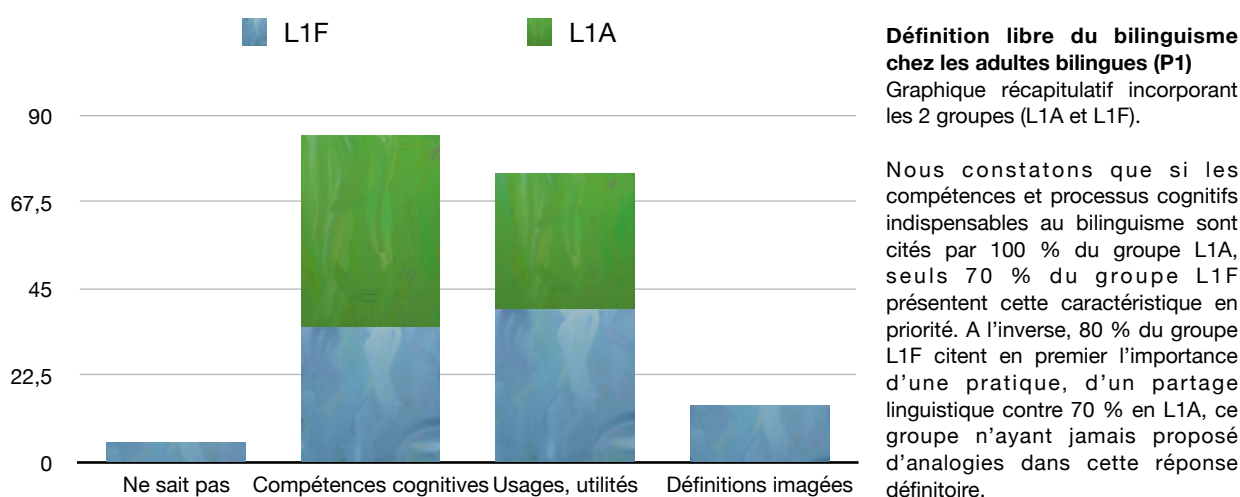 L1F
L1A
90
67,5
45
22,5
0
Ne sait pas
Compétences cognitives
Usages, utilités
Définitions imagées
Définition libre du bilinguisme
chez les adultes bilingues (P1)
Graphique récapitulatif incorporant
les 2 groupes (L1A et L1F).
Nous constatons que si les
compétences et processus cognitifs
indispensables au bilinguisme sont
cités par 100 % du groupe L1A,
seuls 70 % du groupe L1F
présentent cette caractéristique en
priorité. A l’inverse, 80 % du groupe
L1F citent en premier l’importance
d’une pratique, d’un partage
linguistique contre 70 % en L1A, ce
groupe n’ayant jamais proposé
d’analogies dans cette réponse
définitoire.